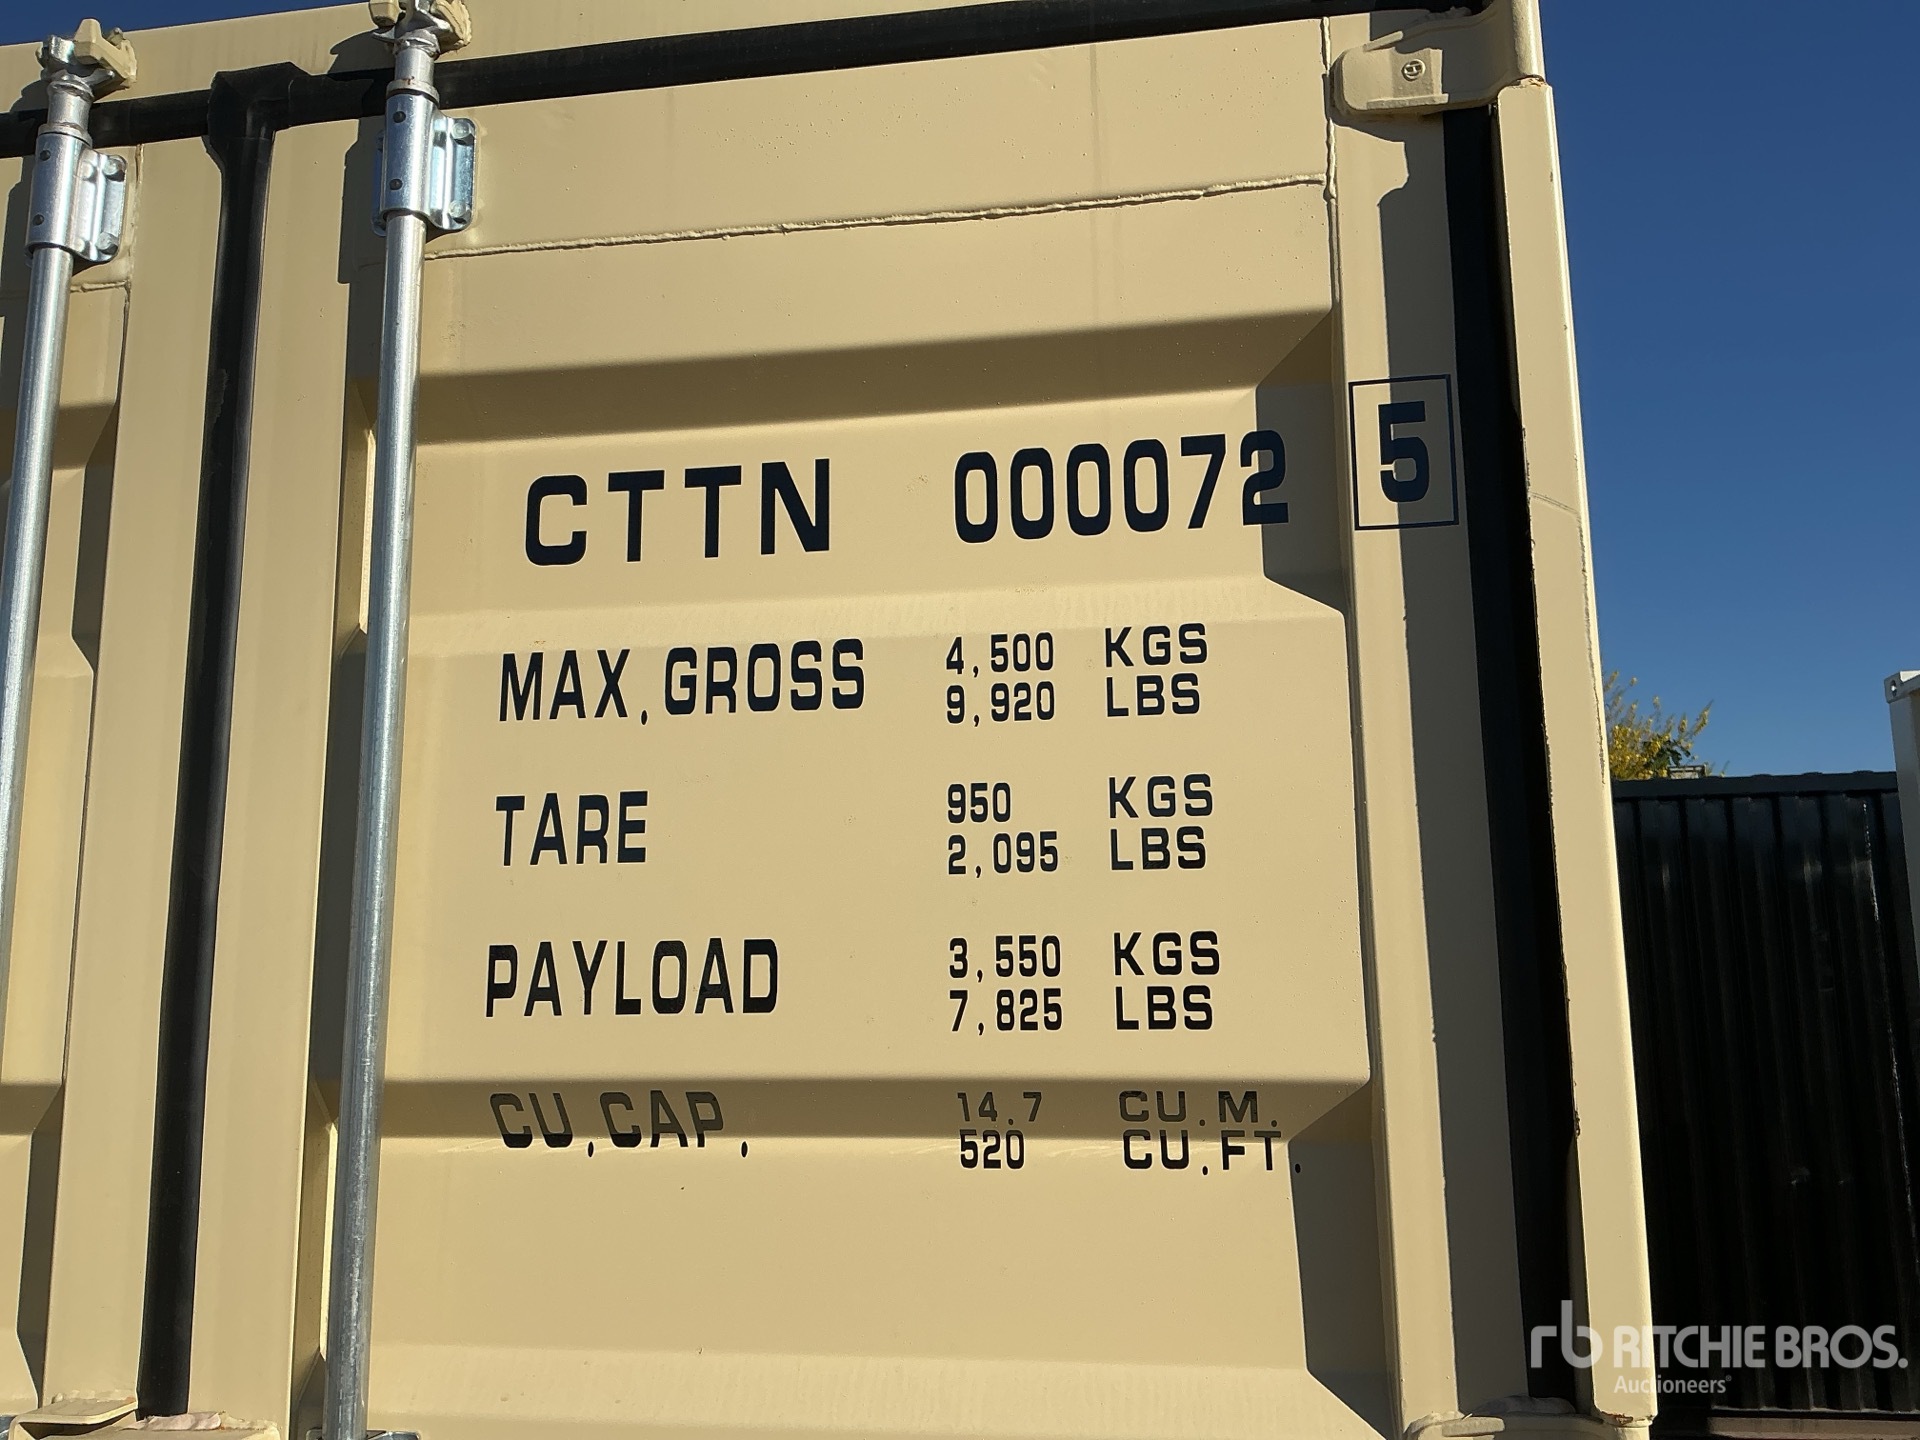 CTTN 000072 5
MAX.GROSS 4,500 KGS
9,920 LBS
TARE 950 KGS
2,095 LBS
PAYLOAD 3,550 KGS
7,825 LBS
CU.CAP. 14.7 CU.M.
520 CU.FT.
rb RITCHIE BROS.
Auctioneers®